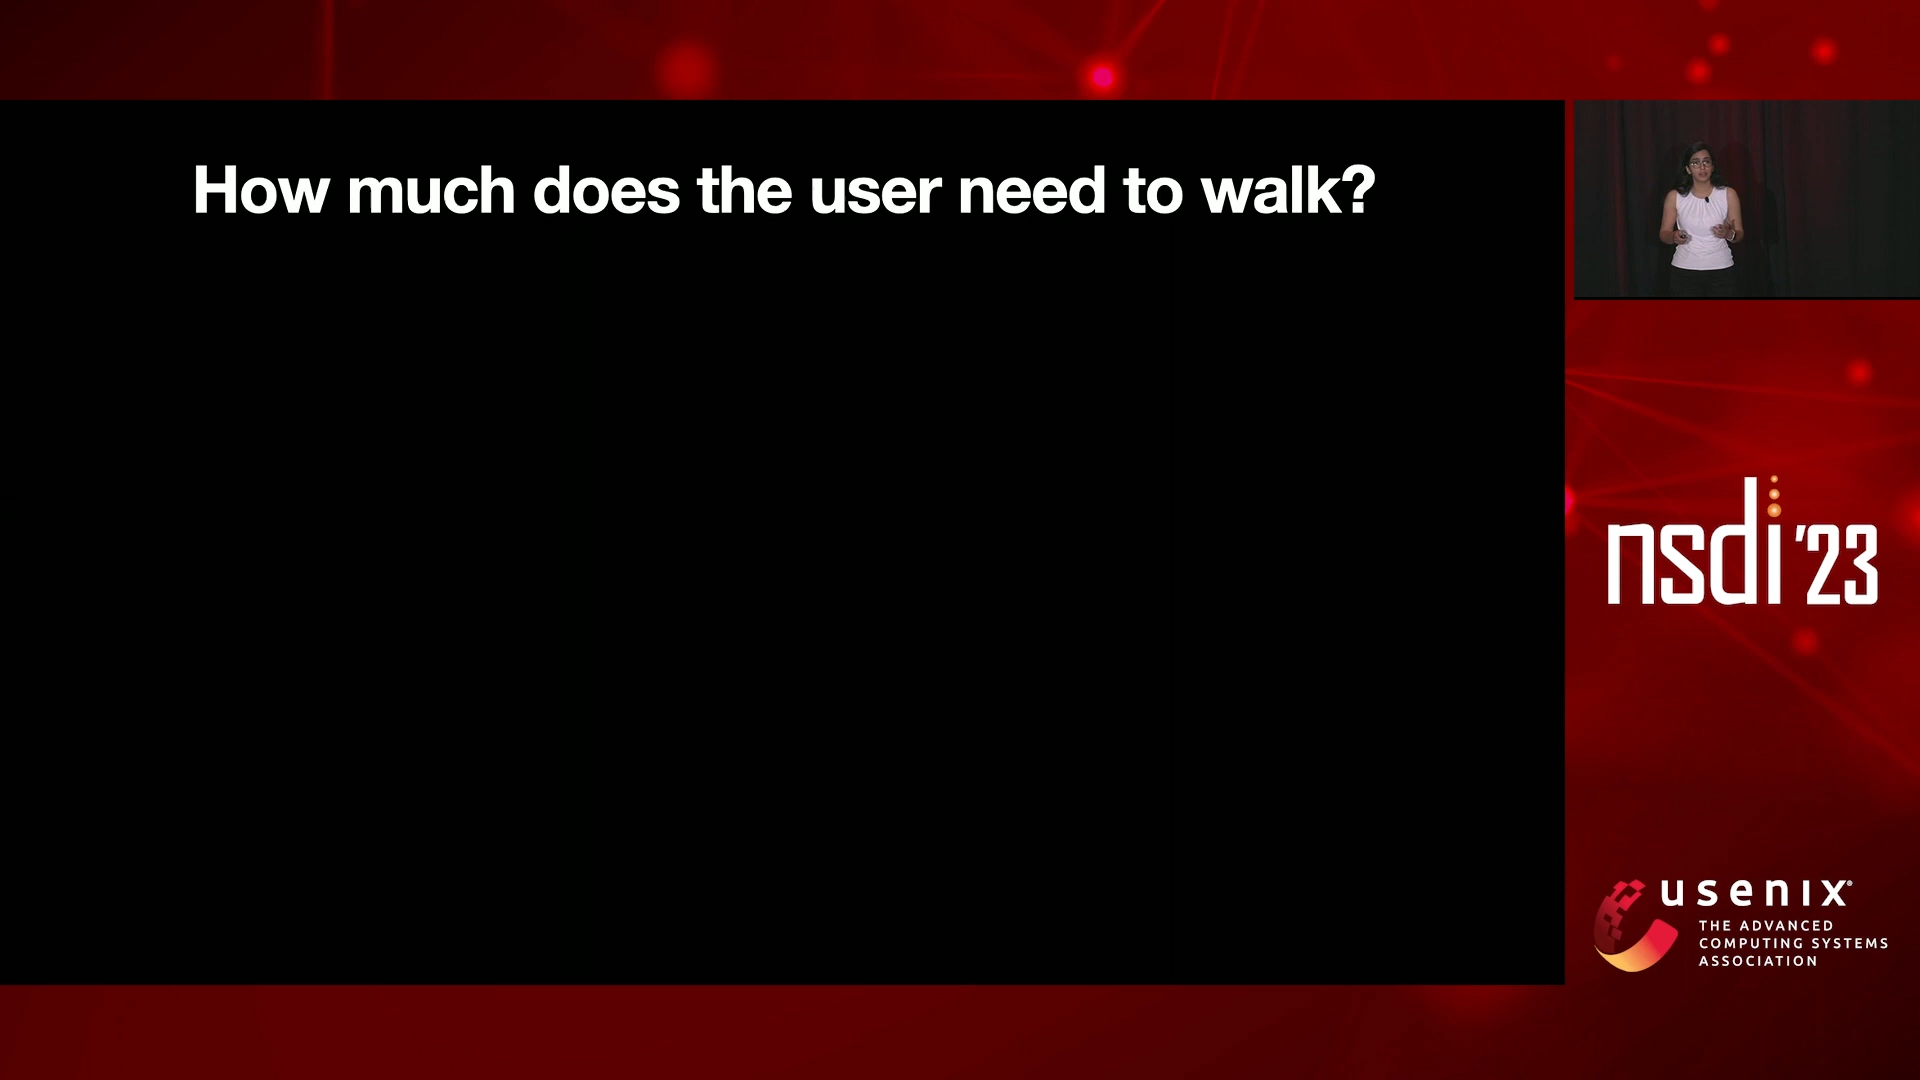 How much does the user need to walk?
nsdi '23
usenix®
THE ADVANCED
COMPUTING SYSTEMS
ASSOCIATION